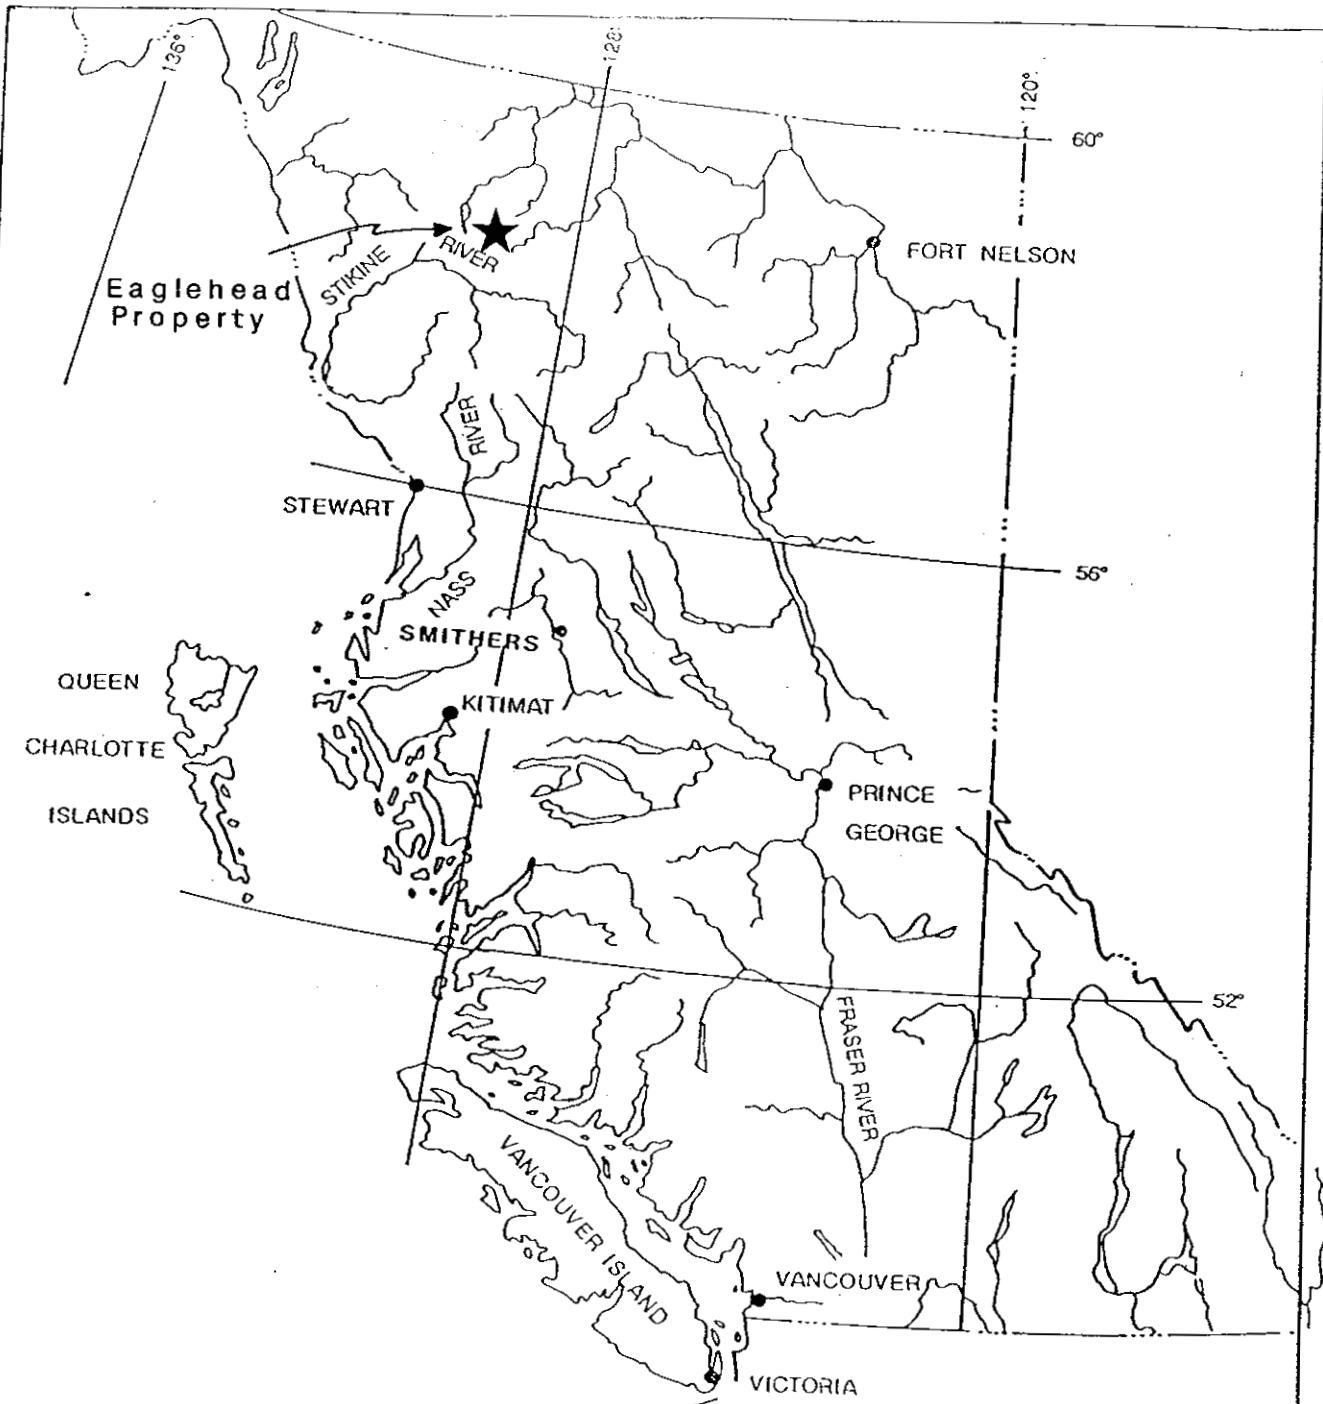 136°
128°
120°
60°
FORT NELSON
STIKINE
RIVER
Eaglehead
Property
RIVER
STEWART
56°
NASS
SMITHERS
QUEEN
KITIMAT
CHARLOTTE
PRINCE
ISLANDS
GEORGE
52°
FRASER RIVER
VANCOUVER ISLAND
VANCOUVER
VICTORIA